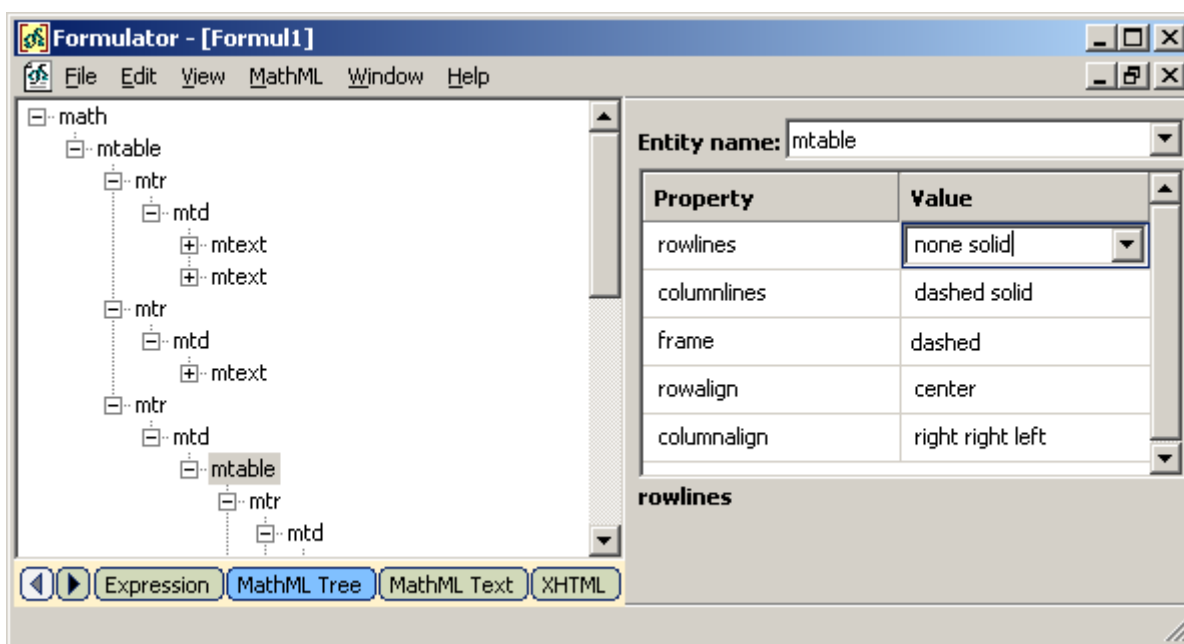 Formulator - [Formul1]
File Edit View MathML Window Help
math
mtable
mtr
mtd
mtext
mtext
mtr
mtd
mtext
mtr
mtd
mtable
mtr
mtd
Expression MathML Tree MathML Text XHTML
Entity name: mtable
Property Value
rowlines none solid
columnlines dashed solid
frame dashed
rowalign center
columnalign right right left
rowlines